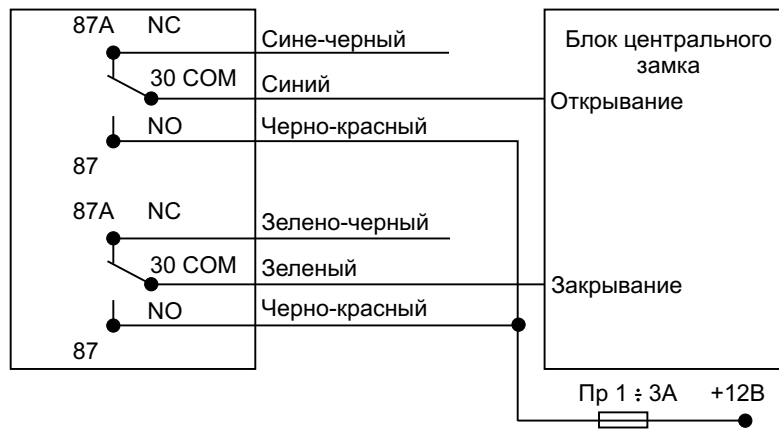 87A NC
Сине-черный
30 COM
Синий
NO
Черно-красный
87
87A NC
Зелено-черный
30 COM
Зеленый
NO
Черно-красный
87
Блок центрального
замка
Открывание
Закрывание
Пр 1 ÷ 3А
+12В